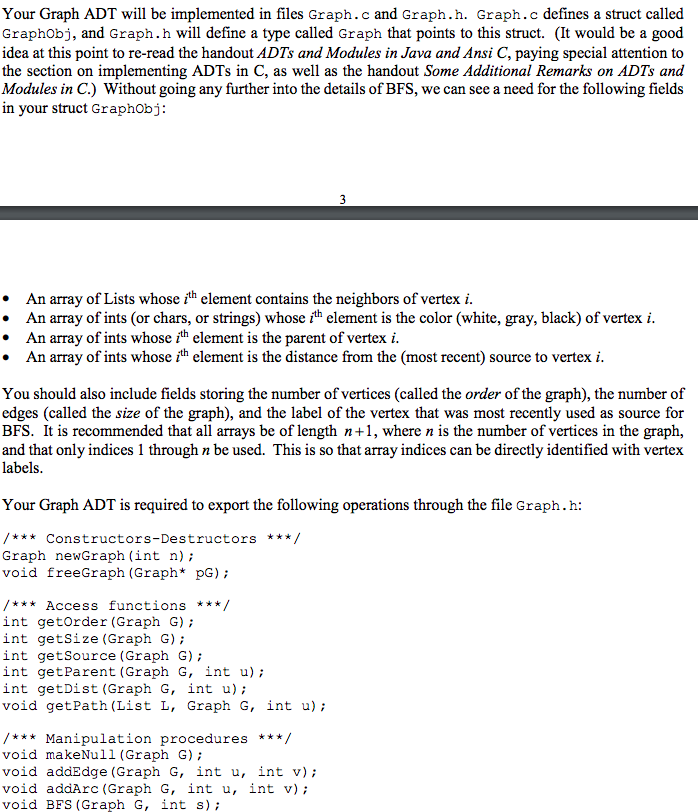 Your Graph ADT will be implemented in files Graph.c and Graph.h. Graph.c defines a struct called
GraphObj, and Graph.h will define a type called Graph that points to this struct. (It would be a good
idea at this point to re-read the handout ADTs and Modules in Java and Ansi C, paying special attention to
the section on implementing ADTs in C, as well as the handout Some Additional Remarks on ADTs and
Modules in C.) Without going any further into the details of BFS, we can see a need for the following fields
in your struct GraphObj:
3
• An array of Lists whose ith element contains the neighbors of vertex i.
• An array of ints (or chars, or strings) whose ith element is the color (white, gray, black) of vertex i.
• An array of ints whose ith element is the parent of vertex i.
• An array of ints whose ith element is the distance from the (most recent) source to vertex i.
You should also include fields storing the number of vertices (called the order of the graph), the number of
edges (called the size of the graph), and the label of the vertex that was most recently used as source for
BFS. It is recommended that all arrays be of length n+1, where n is the number of vertices in the graph,
and that only indices 1 through n be used. This is so that array indices can be directly identified with vertex
labels.
Your Graph ADT is required to export the following operations through the file Graph.h:
/*** Constructors-Destructors ***/
Graph newGraph(int n);
void freeGraph(Graph* pG);
/*** Access functions ***/
int getOrder(Graph G);
int getSize(Graph G);
int getSource(Graph G);
int getParent(Graph G, int u);
int getDist(Graph G, int u);
void getPath(List L, Graph G, int u);
/*** Manipulation procedures ***/
void makeNull(Graph G);
void addEdge(Graph G, int u, int v);
void addArc(Graph G, int u, int v);
void BFS(Graph G, int s);